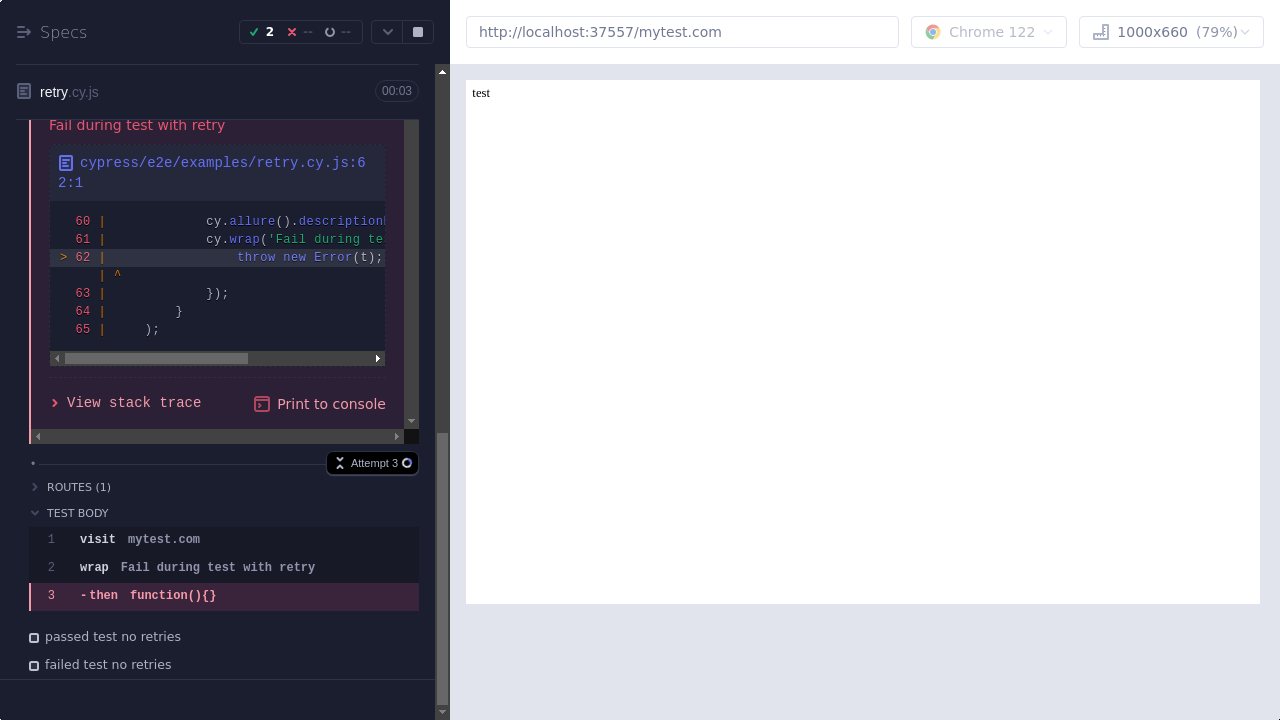 Specs
2 -- --
retry.cy.js
00:03
Fail during test with retry
cypress/e2e/examples/retry.cy.js:6
2:1
60 | cy.allure().description
61 | cy.wrap('Fail during te
> 62 | throw new Error(t);
| ^
63 | });
64 | }
65 | );
View stack trace
Print to console
Attempt 3
ROUTES (1)
TEST BODY
1 visit mytest.com
2 wrap Fail during test with retry
3 -then function(){}
passed test no retries
failed test no retries
http://localhost:37557/mytest.com
Chrome 122
1000x660 (79%)
test